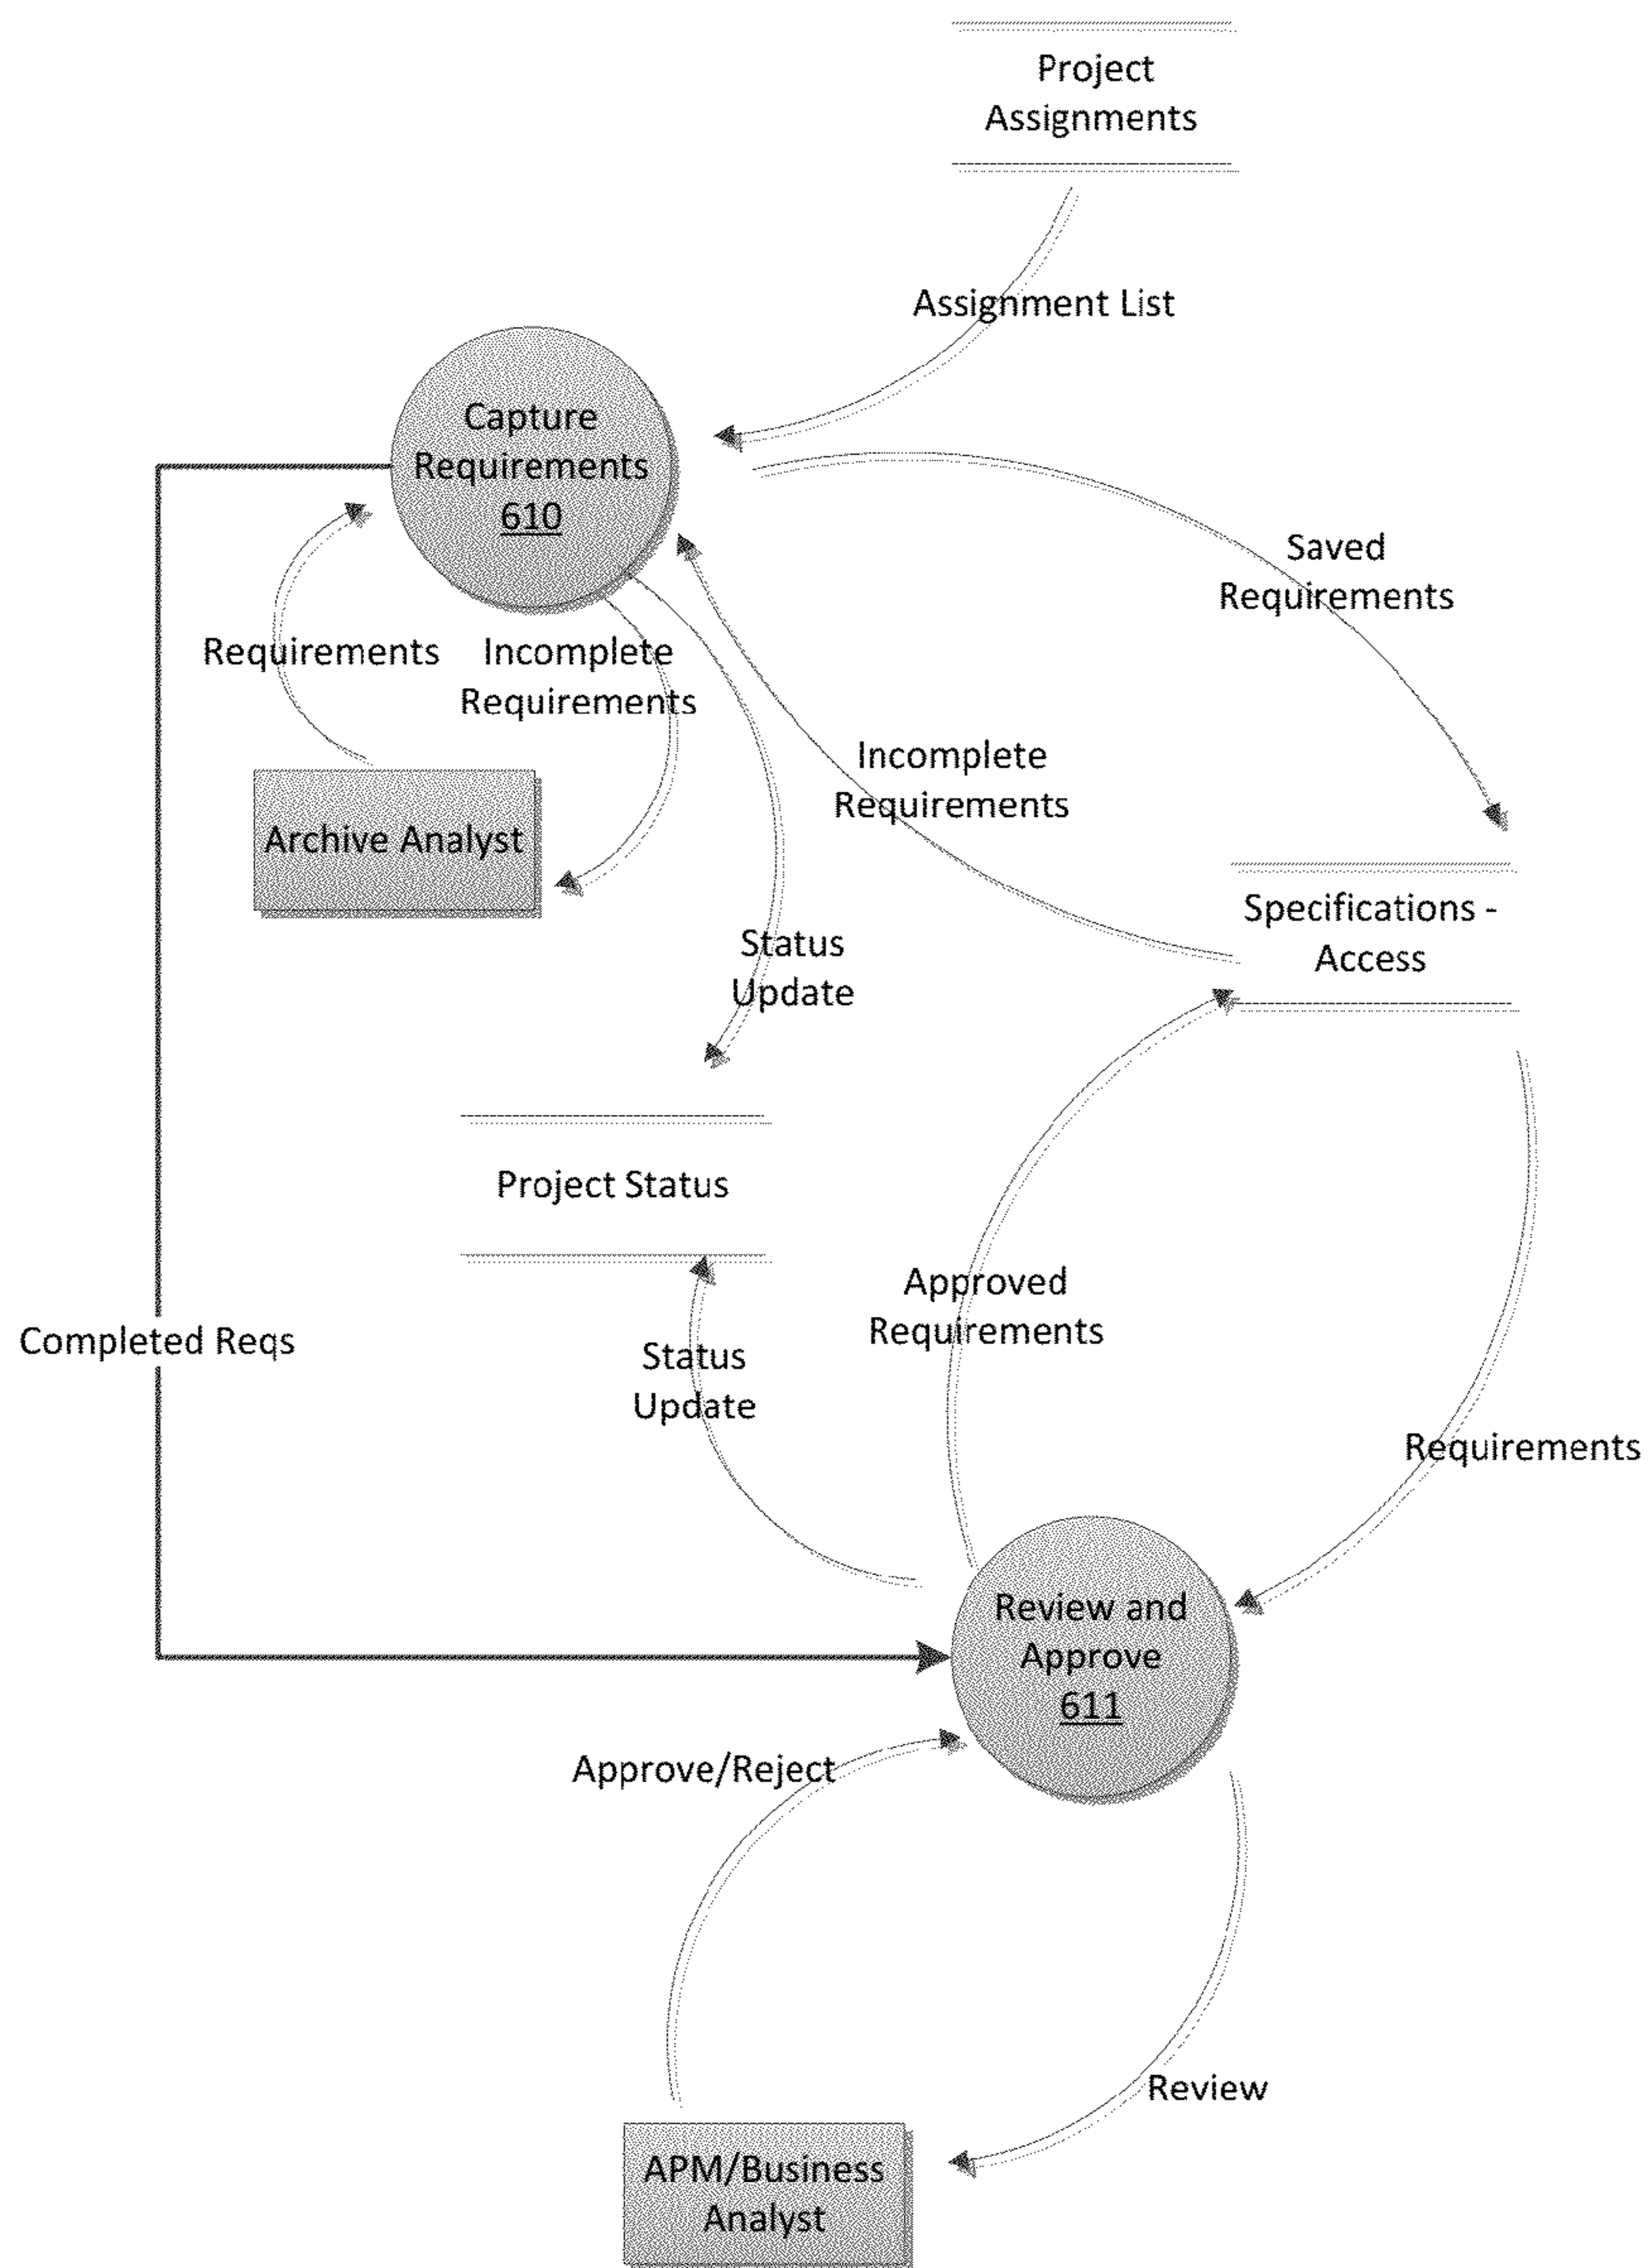 Project
Assignments
Assignment List
Capture
Requirements
610
Saved
Requirements
Requirements
Incomplete
Requirements
Incomplete
Requirements
Archive Analyst
Specifications -
Access
Status
Update
Project Status
Approved
Requirements
Completed Reqs
Status
Update
Requirements
Review and
Approve
611
Approve/Reject
Review
APM/Business
Analyst